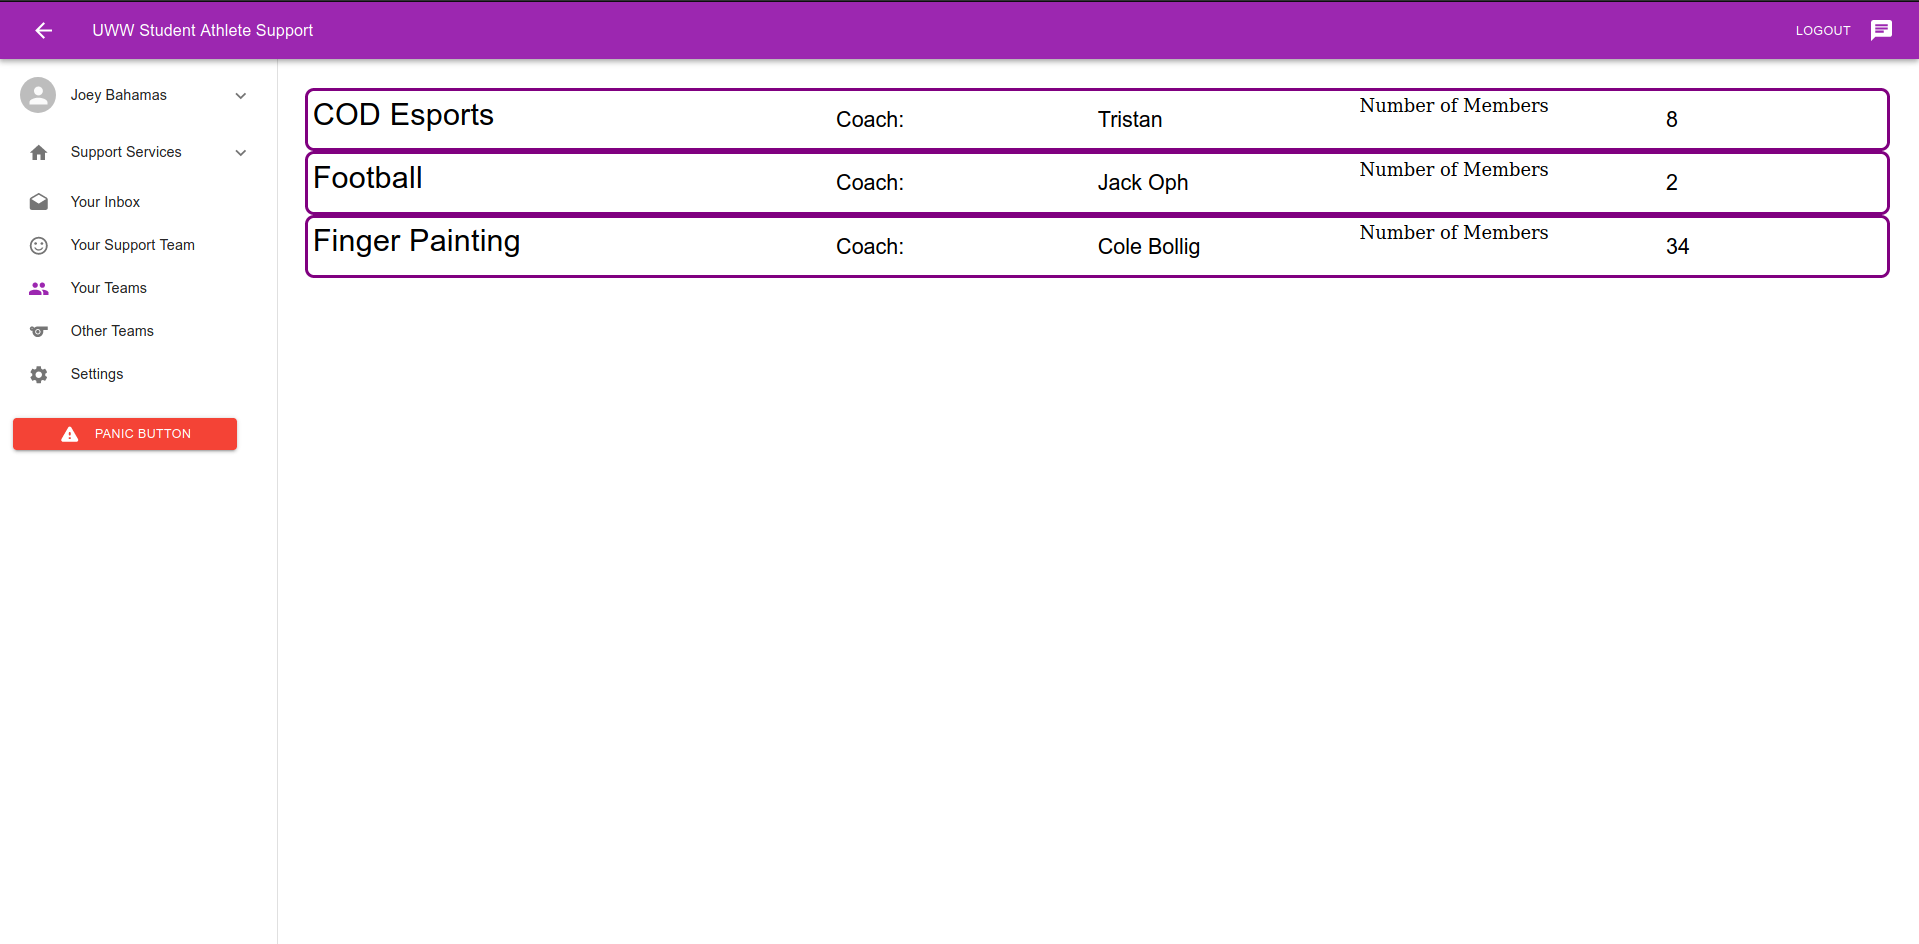 UWW Student Athlete Support
LOGOUT
Joey Bahamas
Support Services
Your Inbox
Your Support Team
Your Teams
Other Teams
Settings
PANIC BUTTON
COD Esports Coach: Tristan Number of Members 8
Football Coach: Jack Oph Number of Members 2
Finger Painting Coach: Cole Bollig Number of Members 34